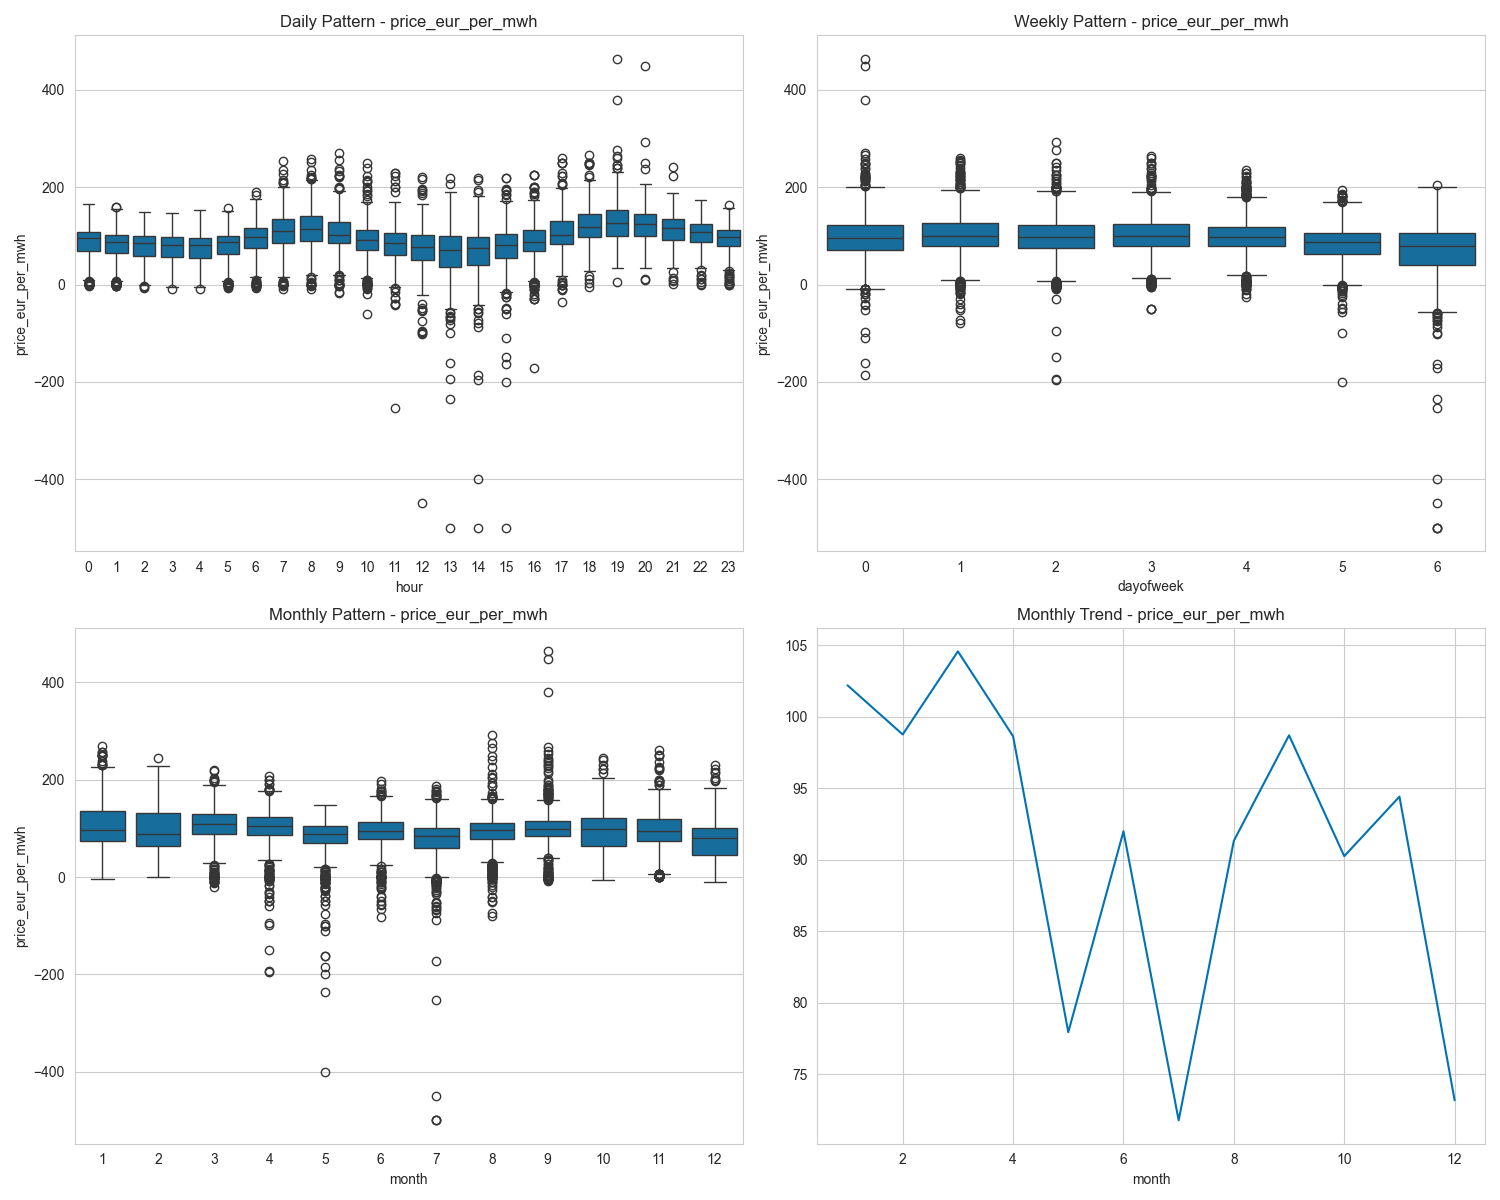 Daily Pattern - price_eur_per_mwh
price_eur_per_mwh
400
200
0
−200
−400
0 1 2 3 4 5 6 7 8 9 10 11 12 13 14 15 16 17 18 19 20 21 22 23
hour
Weekly Pattern - price_eur_per_mwh
price_eur_per_mwh
400
200
0
−200
−400
0 1 2 3 4 5 6
dayofweek
Monthly Pattern - price_eur_per_mwh
price_eur_per_mwh
400
200
0
−200
−400
1 2 3 4 5 6 7 8 9 10 11 12
month
Monthly Trend - price_eur_per_mwh
105
100
95
90
85
80
75
2 4 6 8 10 12
month